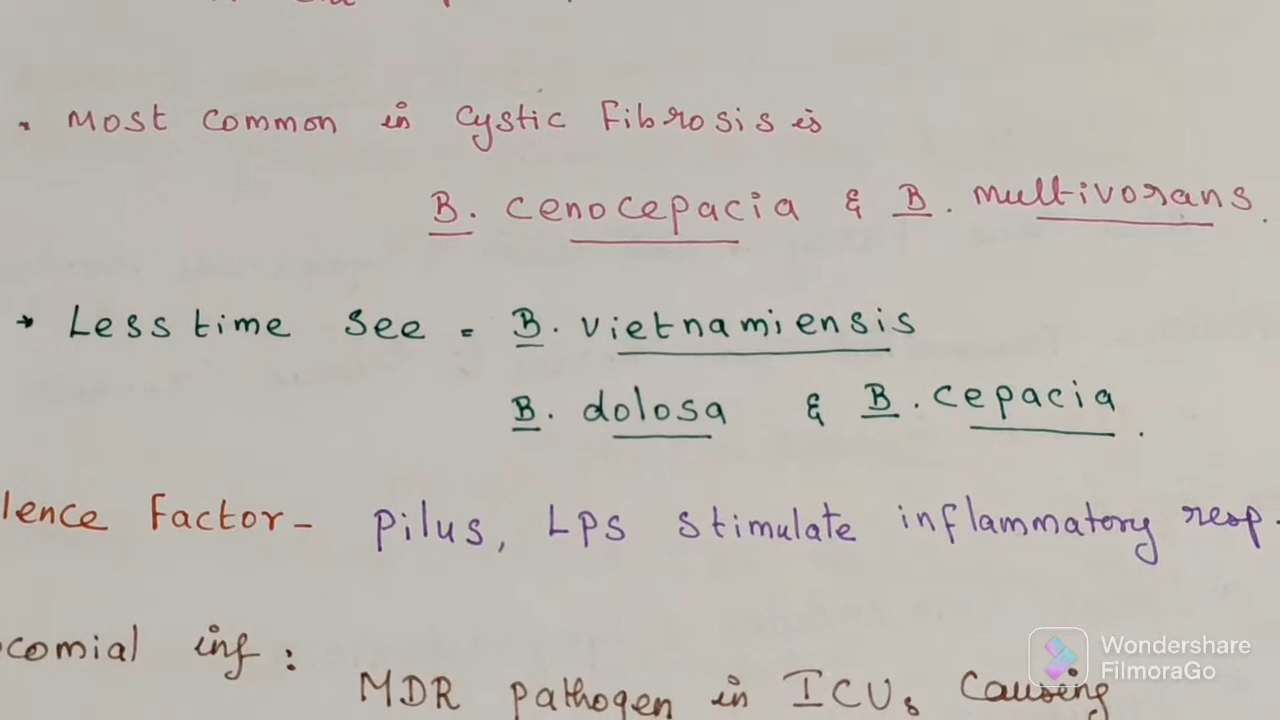 . Most common in cystic Fibrosis is
B. cenocepacia & B. multivorans.
→ Less time see = B. vietnamiensis
B. dolosa & B. cepacia.
lence Factor - Pilus, LPS stimulate inflammatory resp.
comial inf :
MDR pathogen in ICUs causing
Wondershare
FilmoraGo